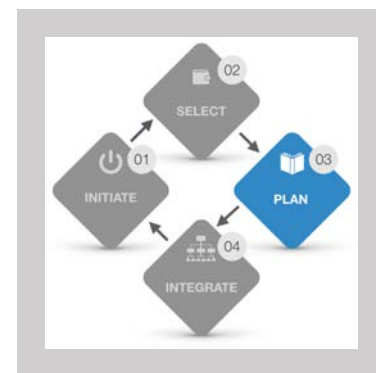 02
SELECT
01
INITIATE
03
PLAN
04
INTEGRATE